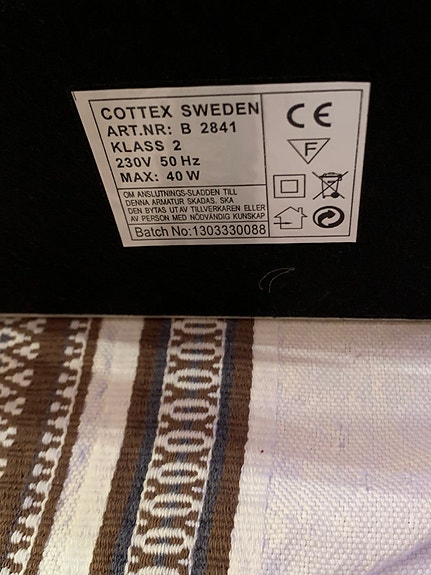 COTTEX SWEDEN
ART.NR: B 2841
KLASS 2
230V 50 Hz
MAX: 40 W
OM ANSLUTNINGS-SLADDEN TILL
DENNA ARMATUR SKADAS. SKA
DEN BYTAS UT AV TILLVERKAREN ELLER
AV PERSON MED NÖDVÄNDIG KUNSKAP
Batch No:1303330088
CE
F